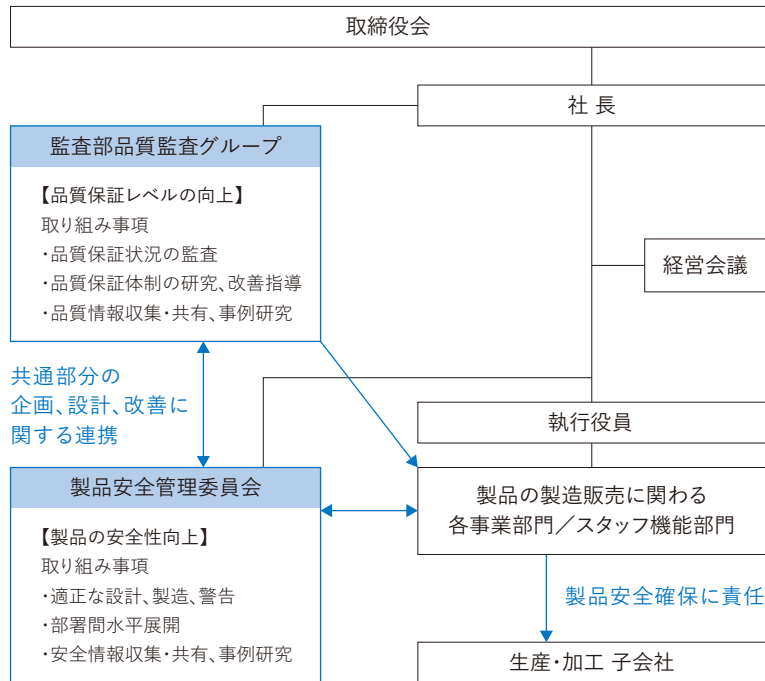 取締役会
社 長
監査部品質監査グループ
【品質保証レベルの向上】
取り組み事項
・品質保証状況の監査
・品質保証体制の研究、改善指導
・品質情報収集・共有、事例研究
経営会議
共通部分の
企画、設計、改善に
関する連携
執行役員
製品安全管理委員会
【製品の安全性向上】
取り組み事項
・適正な設計、製造、警告
・部署間水平展開
・安全情報収集・共有、事例研究
製品の製造販売に関わる
各事業部門／スタッフ機能部門
製品安全確保に責任
生産・加工 子会社